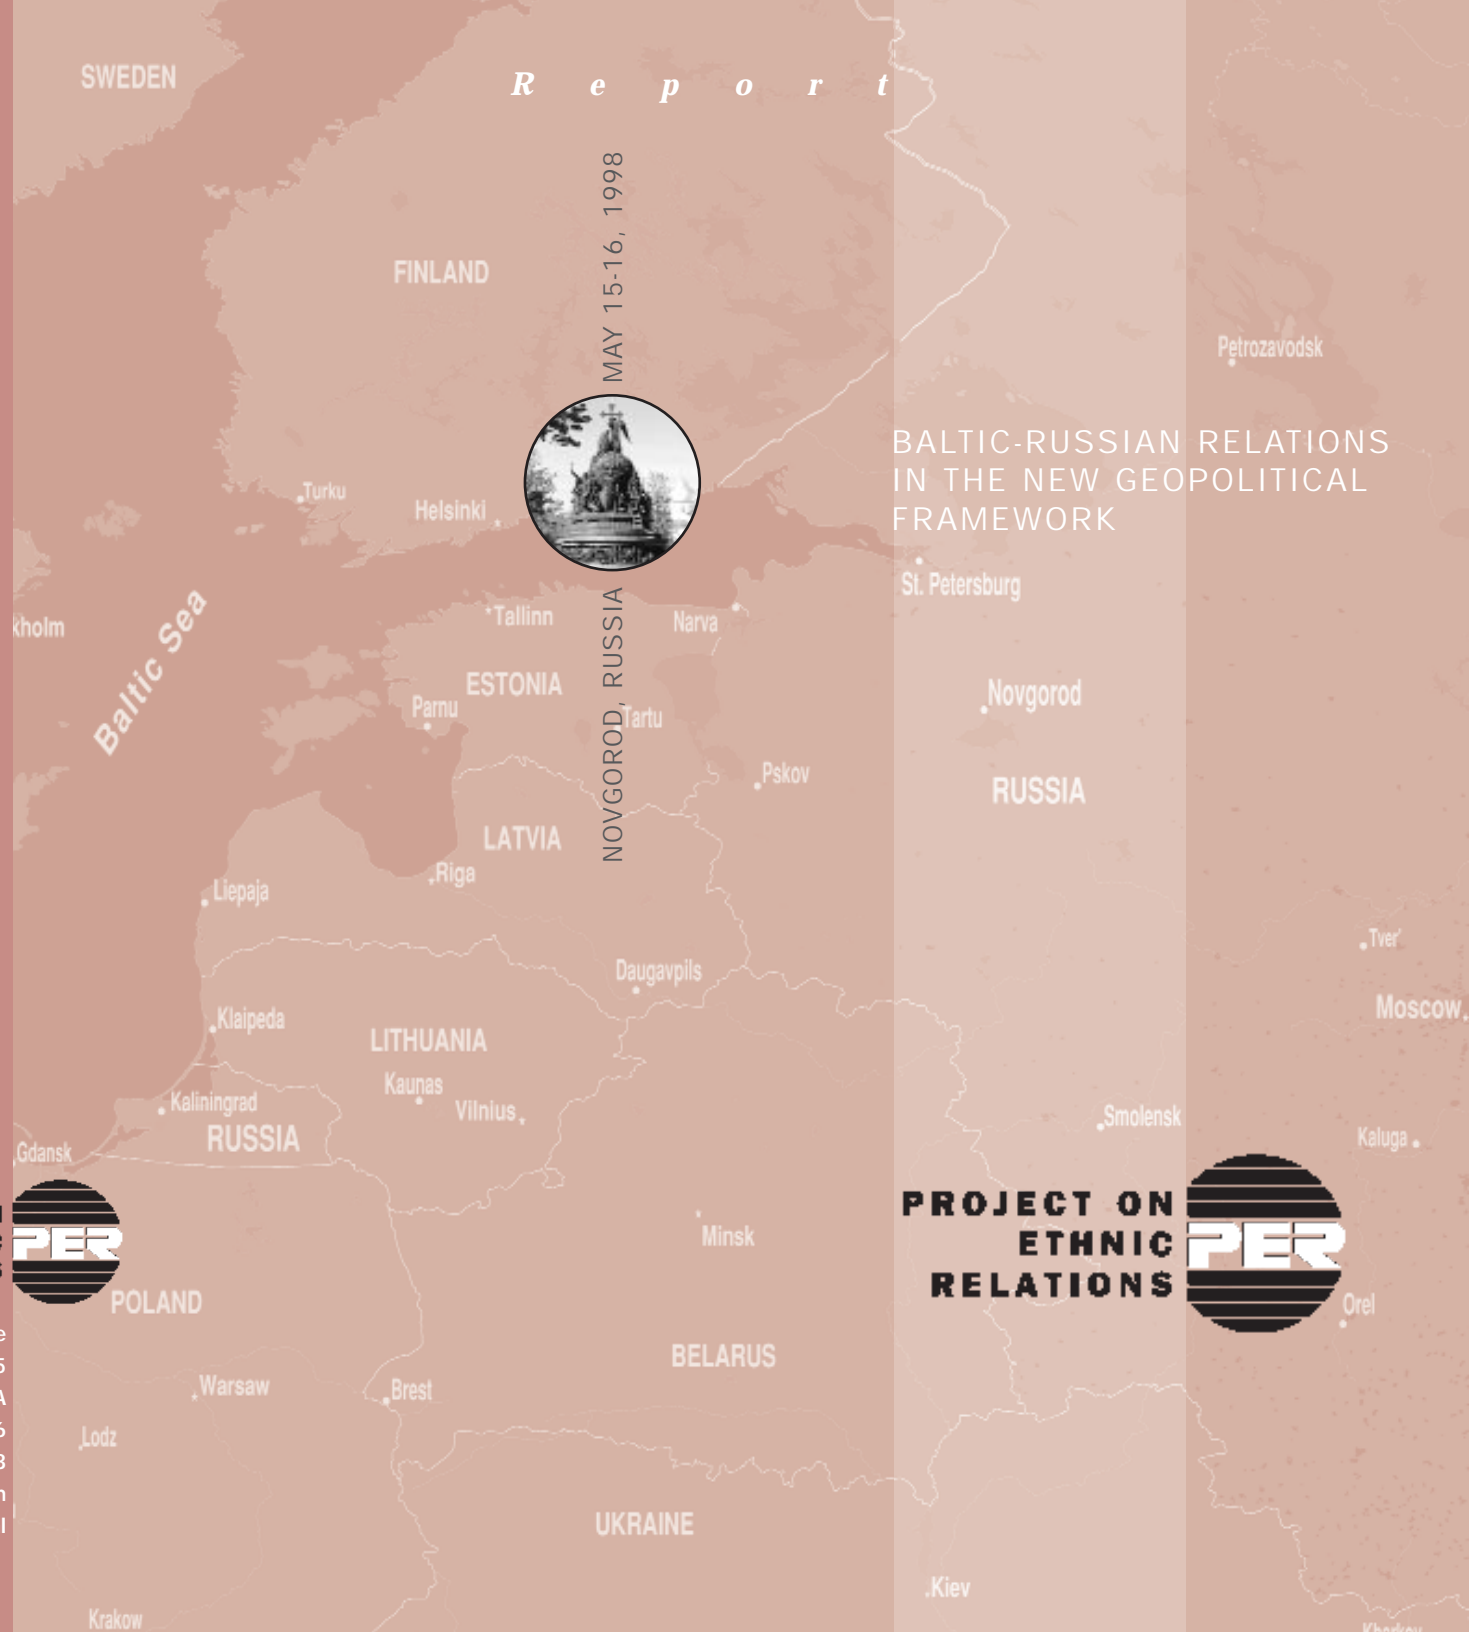 Report
SWEDEN
MAY 15-16, 1998
FINLAND
Petrozavodsk
BALTIC-RUSSIAN RELATIONS
IN THE NEW GEOPOLITICAL
FRAMEWORK
Turku
Helsinki
St. Petersburg
Tallinn
Narva
kholm
Baltic Sea
NOVGOROD, RUSSIA
ESTONIA
Parnu
Tartu
Novgorod
Pskov
RUSSIA
LATVIA
Riga
Liepaja
Tver'
Daugavpils
Moscow
Klaipeda
LITHUANIA
Kaunas
Vilnius
Kaliningrad
RUSSIA
Smolensk
Kaluga
Gdansk
PROJECT ON
ETHNIC
RELATIONS
PER
PER
Minsk
POLAND
Orel
BELARUS
Warsaw
Brest
Lodz
UKRAINE
Kiev
Krakow